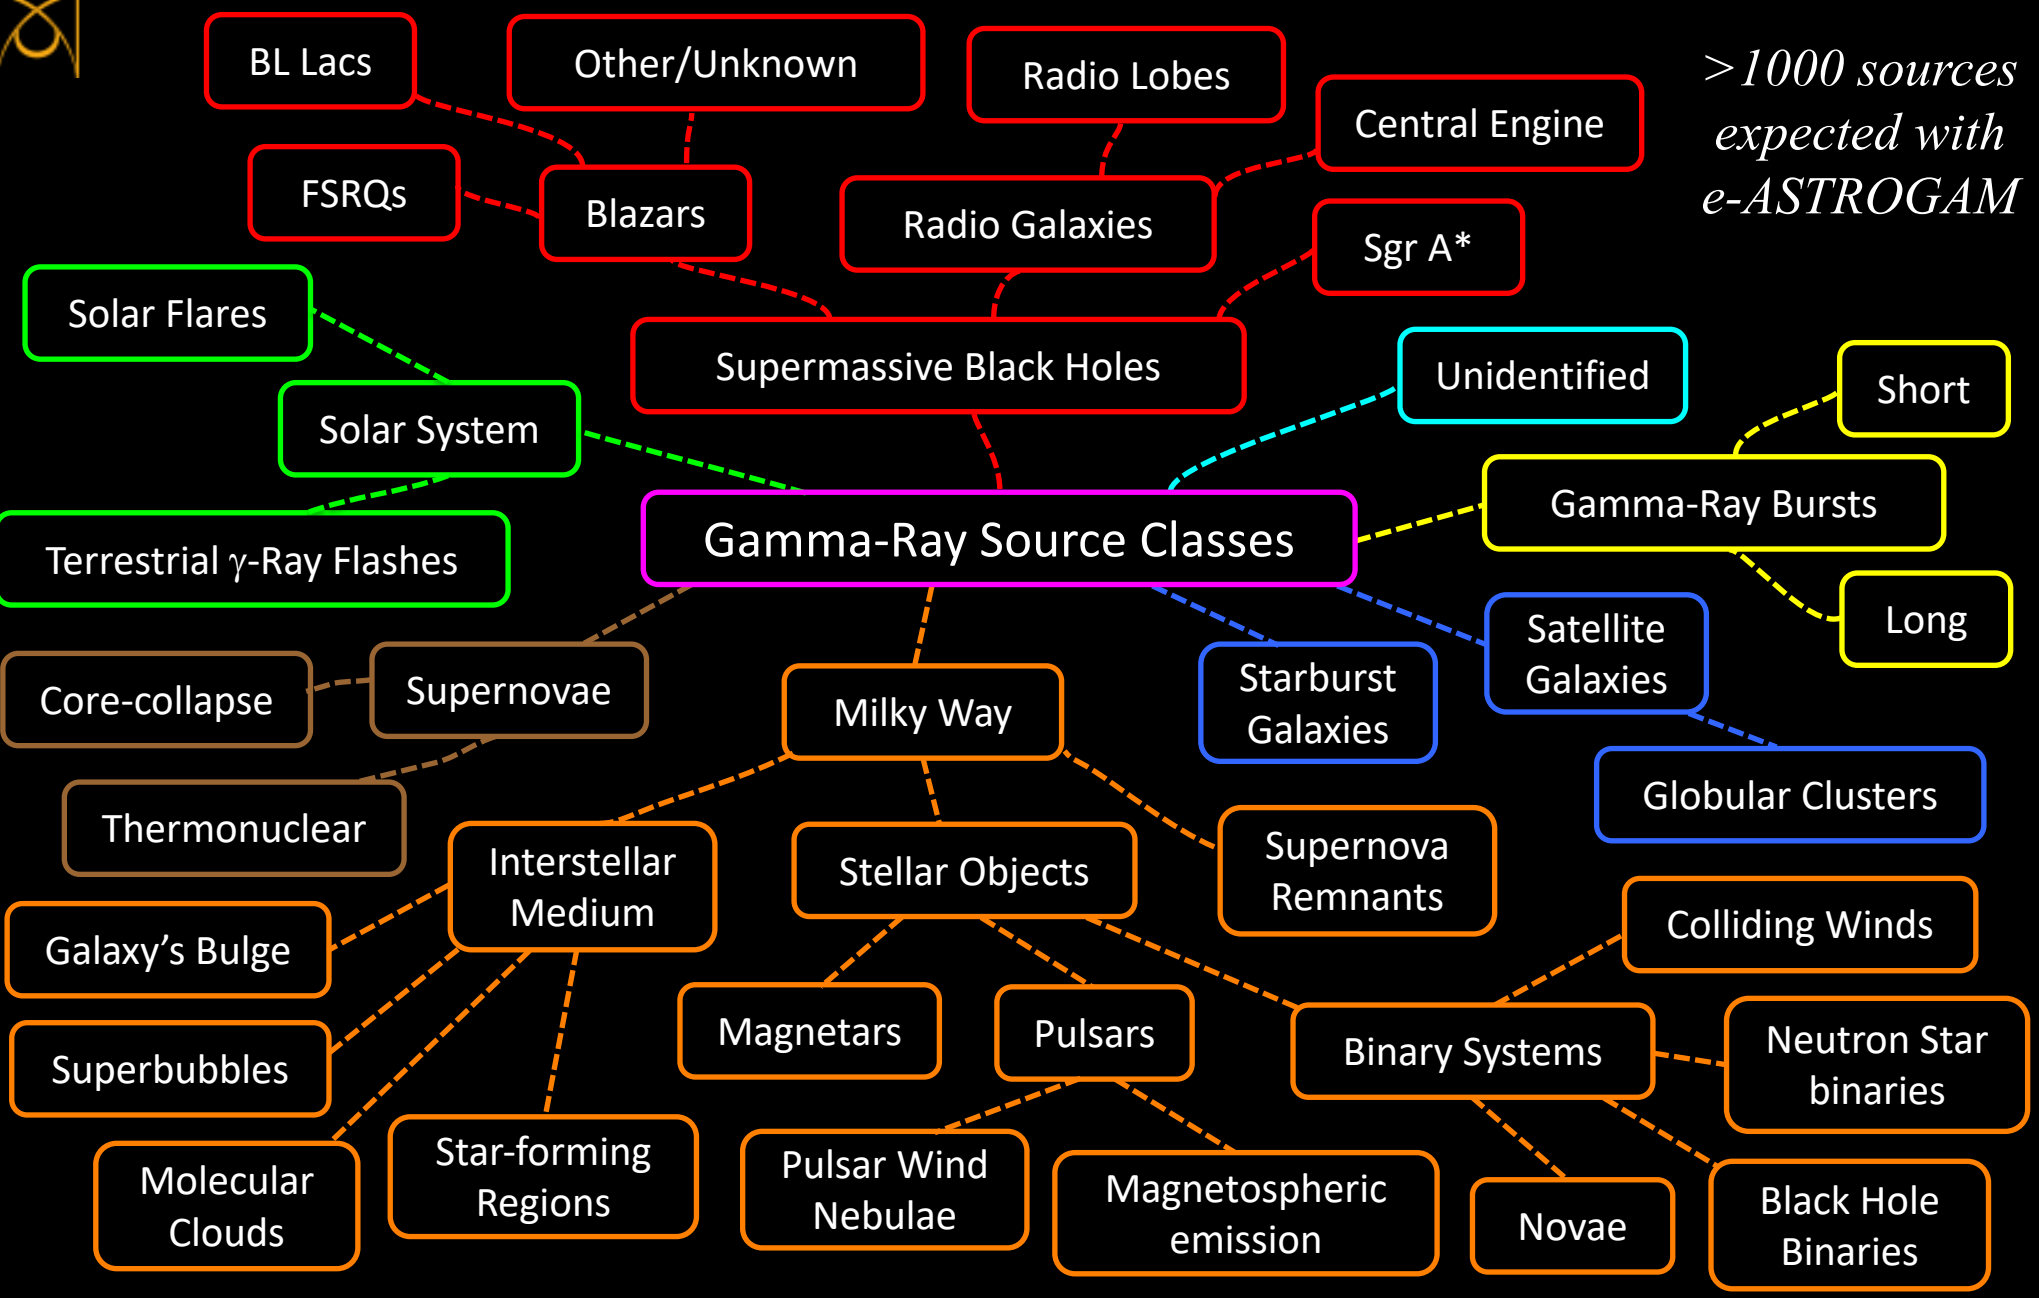 BL Lacs
Other/Unknown
Radio Lobes
>1000 sources
expected with
e-ASTROGAM
Central Engine
FSRQs
Blazars
Radio Galaxies
Sgr A*
Solar Flares
Supermassive Black Holes
Unidentified
Short
Solar System
Gamma-Ray Bursts
Gamma-Ray Source Classes
Terrestrial γ-Ray Flashes
Long
Satellite
Galaxies
Core-collapse
Supernovae
Milky Way
Starburst
Galaxies
Globular Clusters
Thermonuclear
Interstellar
Medium
Stellar Objects
Supernova
Remnants
Colliding Winds
Galaxy’s Bulge
Magnetars
Pulsars
Binary Systems
Neutron Star
binaries
Superbubbles
Molecular
Clouds
Star-forming
Regions
Pulsar Wind
Nebulae
Magnetospheric
emission
Novae
Black Hole
Binaries